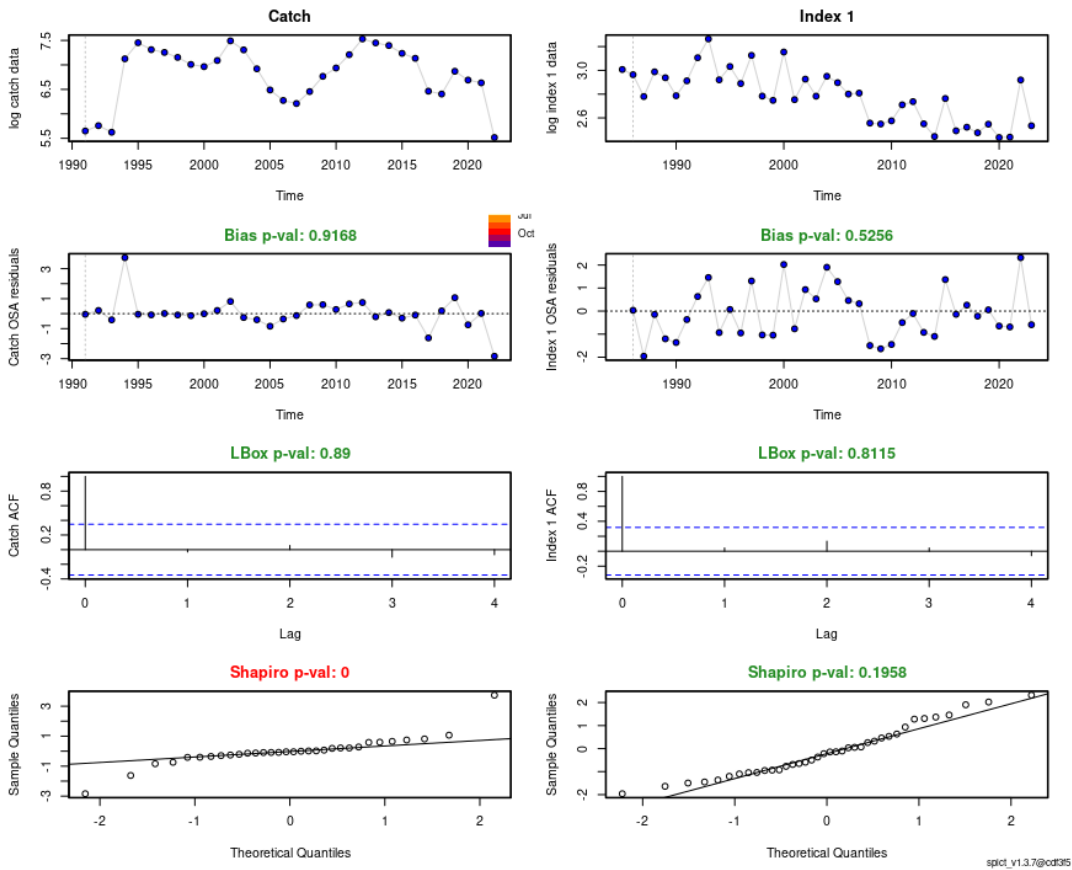 Catch
log catch data
7.5
6.5
5.5
1990 1995 2000 2005 2010 2015 2020
Time
Index 1
log index 1 data
3.0
2.6
1990 2000 2010 2020
Time
Bias p-val: 0.9168
Oct
Catch OSA residuals
3
1
-1
-3
1990 1995 2000 2005 2010 2015 2020
Time
Bias p-val: 0.5256
Index 1 OSA residuals
2
1
0
-2
1990 2000 2010 2020
Time
LBox p-val: 0.89
Catch ACF
0.8
0.2
-0.4
0 1 2 3 4
Lag
LBox p-val: 0.8115
Index 1 ACF
0.8
0.4
-0.2
0 1 2 3 4
Lag
Shapiro p-val: 0
Sample Quantiles
3
1
-1
-3
-2 -1 0 1 2
Theoretical Quantiles
Shapiro p-val: 0.1958
Sample Quantiles
2
1
0
-2
-2 -1 0 1 2
Theoretical Quantiles
spict_v1.3.7@cdf3f5